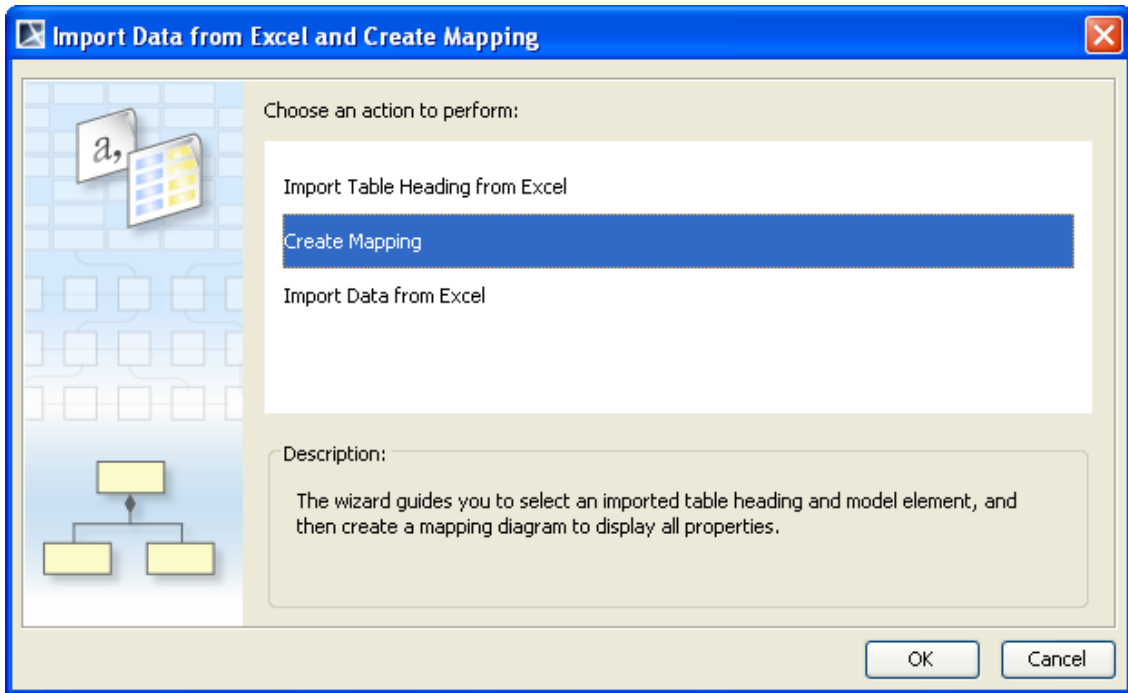 Import Data from Excel and Create Mapping
Choose an action to perform:
a,
Import Table Heading from Excel
Create Mapping
Import Data from Excel
Description:
The wizard guides you to select an imported table heading and model element, and
then create a mapping diagram to display all properties.
OK
Cancel